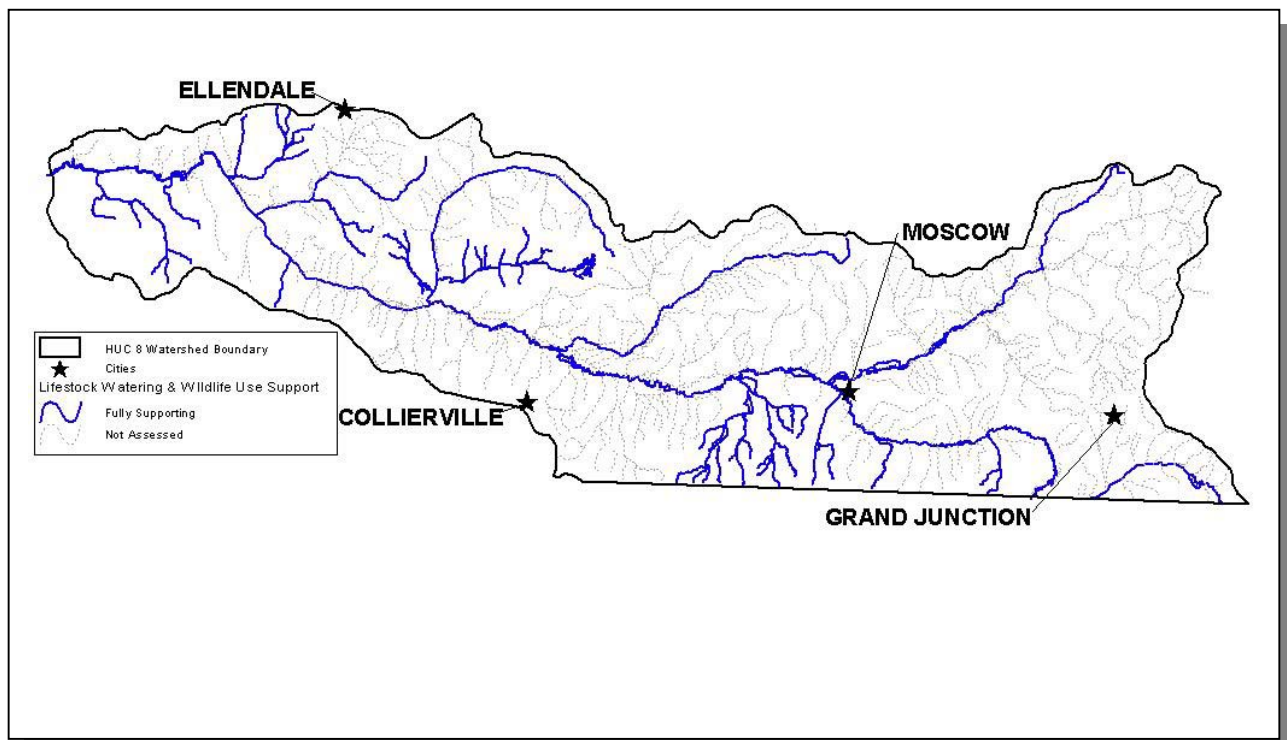 ELLENDALE
MOSCOW
HUC 8 Watershed Boundary
Cities
Lifestock Watering & Wildlife Use Support
Fully Supporting
Not Assessed
COLLIERVILLE
GRAND JUNCTION